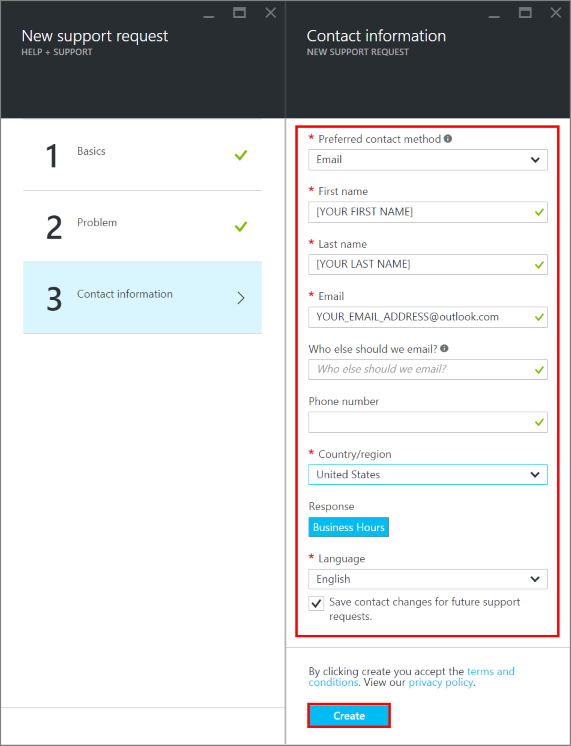 New support request
HELP + SUPPORT
1 Basics
2 Problem
3 Contact information
Contact information
NEW SUPPORT REQUEST
* Preferred contact method
Email
* First name
[YOUR FIRST NAME]
* Last name
[YOUR LAST NAME]
* Email
YOUR_EMAIL_ADDRESS@outlook.com
Who else should we email?
Who else should we email?
Phone number
* Country/region
United States
Response
Business Hours
* Language
English
Save contact changes for future support
requests.
By clicking create you accept the terms and
conditions. View our privacy policy.
Create